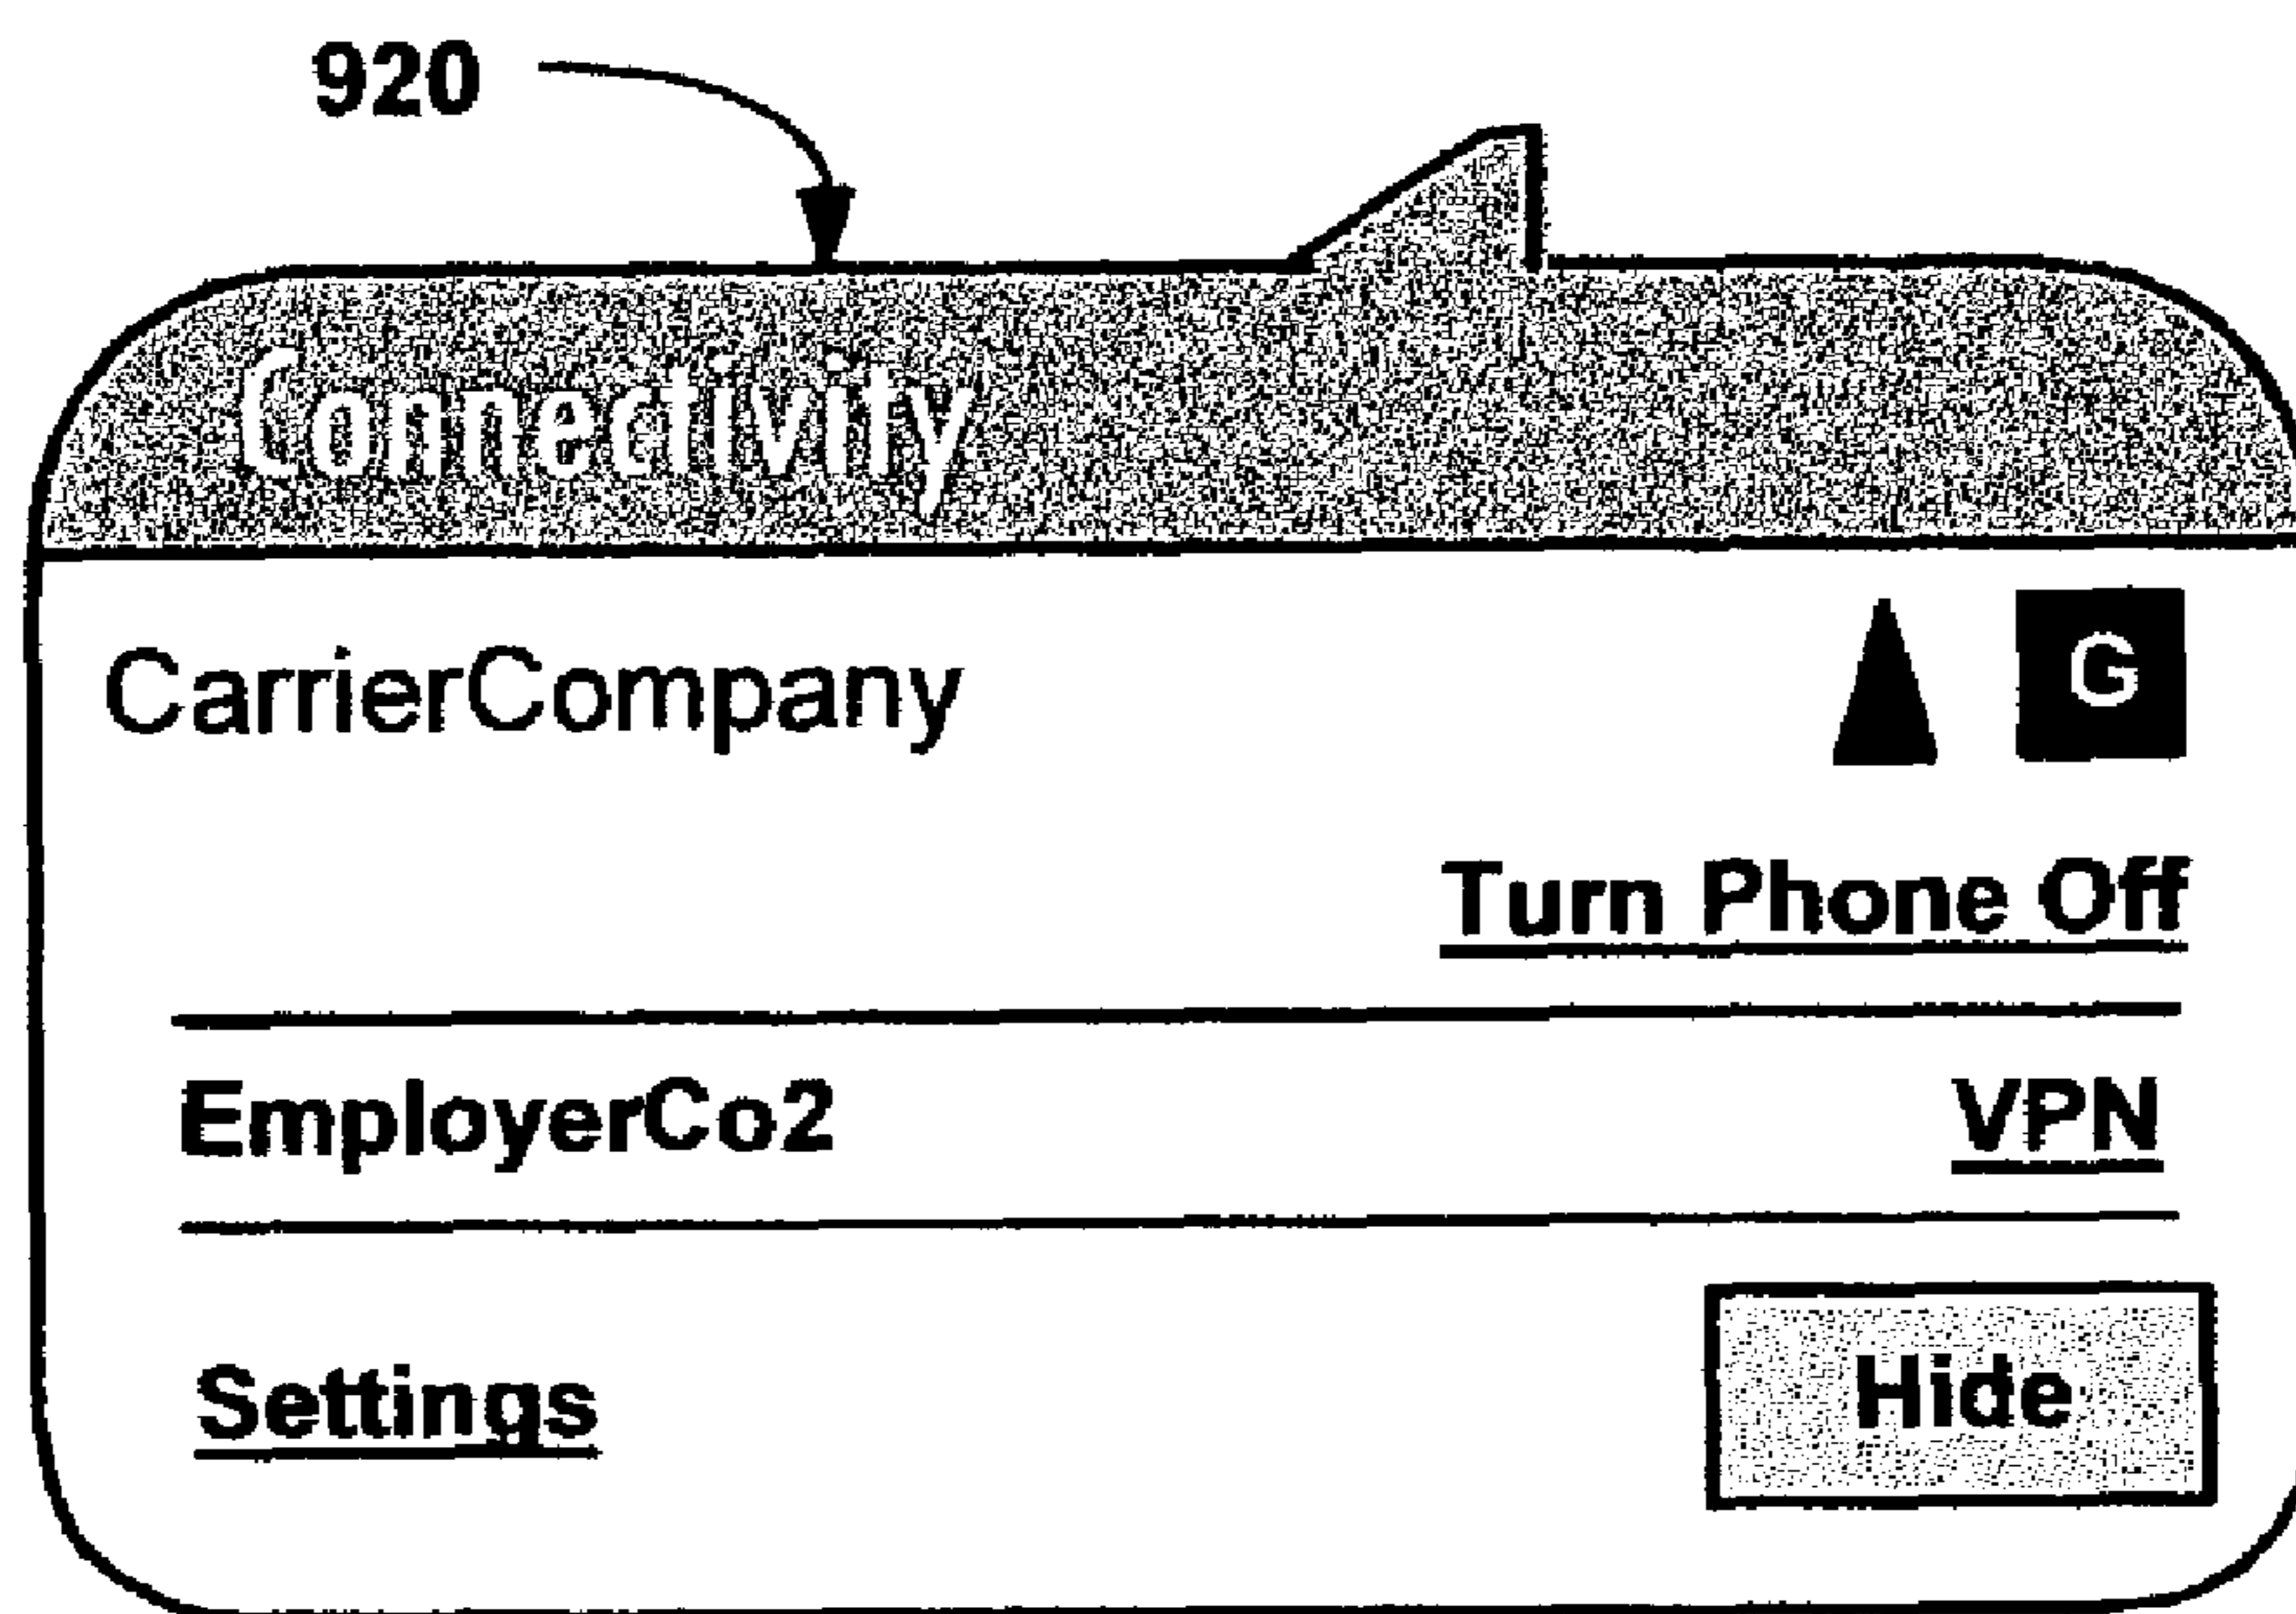 920
Connectivity
CarrierCompany G
Turn Phone Off
EmployerCo2 VPN
Settings Hide